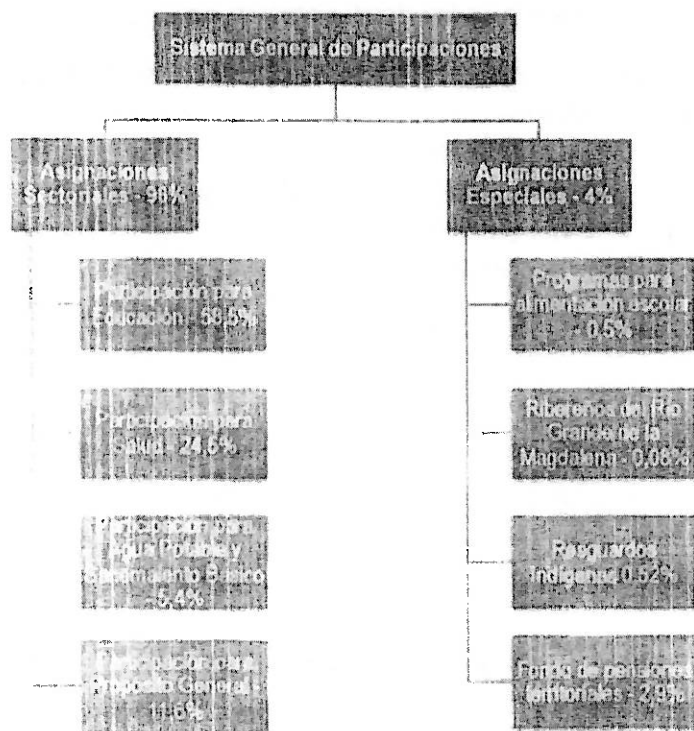 Sistema General de Participaciones
Asignaciones
Sectoriales - 96%
Asignaciones
Especiales - 4%
Participación para
Educación - 58,5%
Programas para
alimentación escolar
- 0,5%
Participación para
Salud - 24,5%
Ribereños del Río
Grande de la
Magdalena - 0,08%
Participación para
Agua Potable y
Saneamiento Básico
- 5,4%
Resguardos
Indígenas 0.52%
Participación para
Propósito General -
11,6%
Fondo de pensiones
territoriales - 2,9%